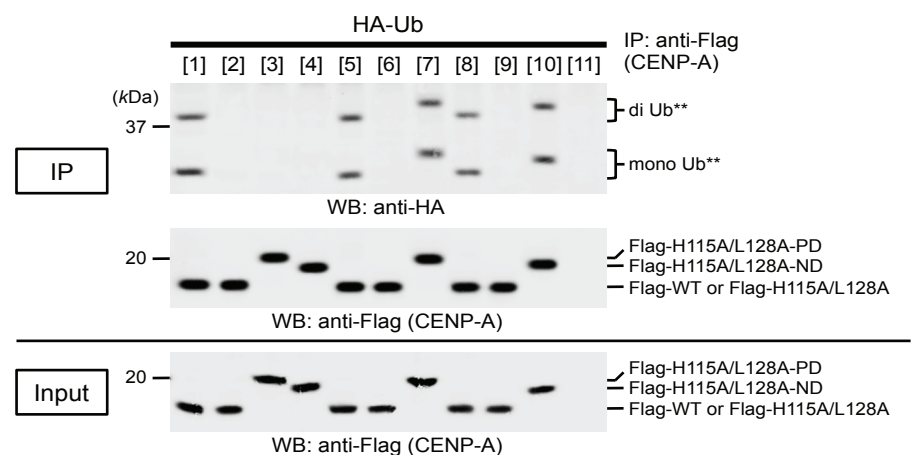 HA-Ub
IP: anti-Flag
(CENP-A)
[1] [2] [3] [4] [5] [6] [7] [8] [9] [10] [11]
(kDa)
37
di Ub**
mono Ub**
IP
WB: anti-HA
20
Flag-H115A/L128A-PD
Flag-H115A/L128A-ND
Flag-WT or Flag-H115A/L128A
WB: anti-Flag (CENP-A)
Input
20
Flag-H115A/L128A-PD
Flag-H115A/L128A-ND
Flag-WT or Flag-H115A/L128A
WB: anti-Flag (CENP-A)